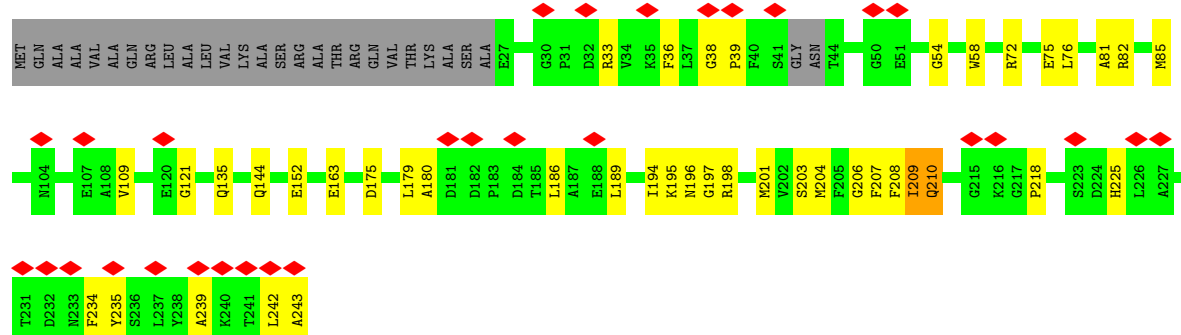 MET GLN ALA ALA VAL ALA GLN ARG LEU ALA LEU VAL LYS ALA SER ARG ALA THR ARG GLN VAL THR LYS ALA SER ALA E27 G30 P31 D32 R33 V34 K35 F36 L37 G38 P39 F40 S41 GLY ASN T44 G50 E51 G54 W58 R72 E75 L76 A81 R82 M85
N104 E107 A108 V109 E120 G121 Q135 Q144 E152 E163 D175 L179 A180 D181 D182 P183 D184 T185 L186 A187 E188 L189 I194 K195 N196 G197 R198 M201 V202 S203 M204 F205 G206 F207 F208 I209 Q210 G215 K216 G217 P218 S223 D224 H225 L226 A227
T231 D232 N233 F234 Y235 S236 L237 Y238 A239 K240 T241 L242 A243